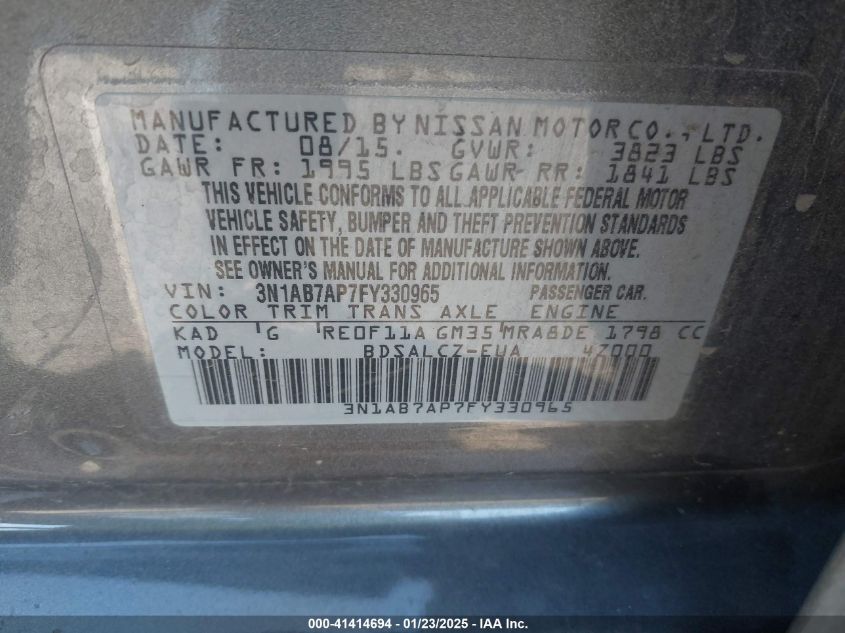 MANUFACTURED BY NISSAN MOTOR CO., LTD.
DATE: 08/15. GVWR: 3823 LBS
GAWR FR: 1995 LBS GAWR RR: 1841 LBS
THIS VEHICLE CONFORMS TO ALL APPLICABLE FEDERAL MOTOR
VEHICLE SAFETY, BUMPER AND THEFT PREVENTION STANDARDS
IN EFFECT ON THE DATE OF MANUFACTURE SHOWN ABOVE.
SEE OWNER'S MANUAL FOR ADDITIONAL INFORMATION.
VIN: 3N1AB7AP7FY330965 PASSENGER CAR.
COLOR TRIM TRANS AXLE ENGINE
KAD G RE0F11A GM35 MRA8DE 1798 CC
MODEL: BDSALCZ-EUA 4Z000
3N1AB7AP7FY330965
000-41414694 - 01/23/2025 - IAA, Inc.